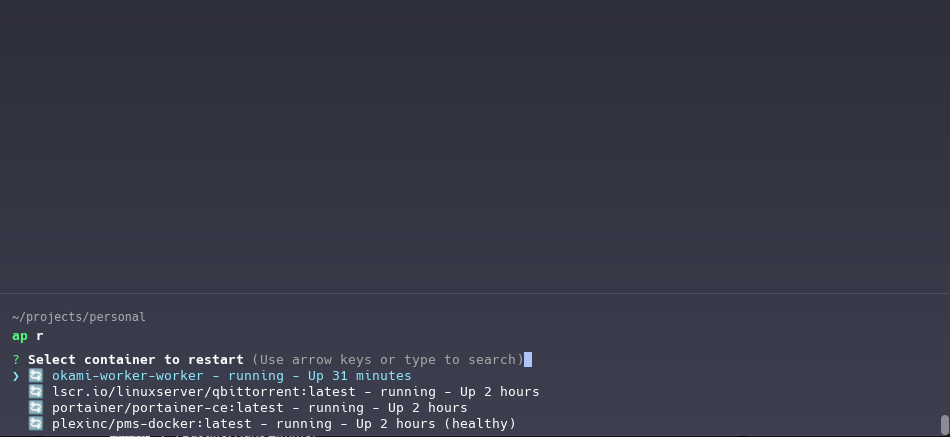 ~/projects/personal
ap r
? Select container to restart (Use arrow keys or type to search)
❯ 🔄 okami-worker-worker - running - Up 31 minutes
🔄 lscr.io/linuxserver/qbittorrent:latest - running - Up 2 hours
🔄 portainer/portainer-ce:latest - running - Up 2 hours
🔄 plexinc/pms-docker:latest - running - Up 2 hours (healthy)